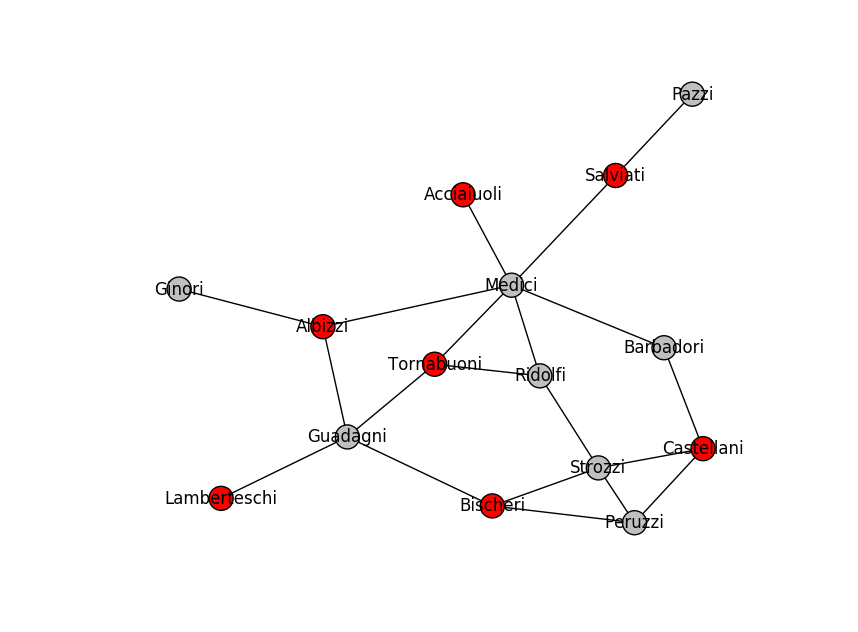 Pazzi
Salviati
Acciaiuoli
Medici
Ginori
Albizzi
Barbadori
Tornabuoni
Ridolfi
Guadagni
Castellani
Strozzi
Lamberteschi
Bischeri
Peruzzi